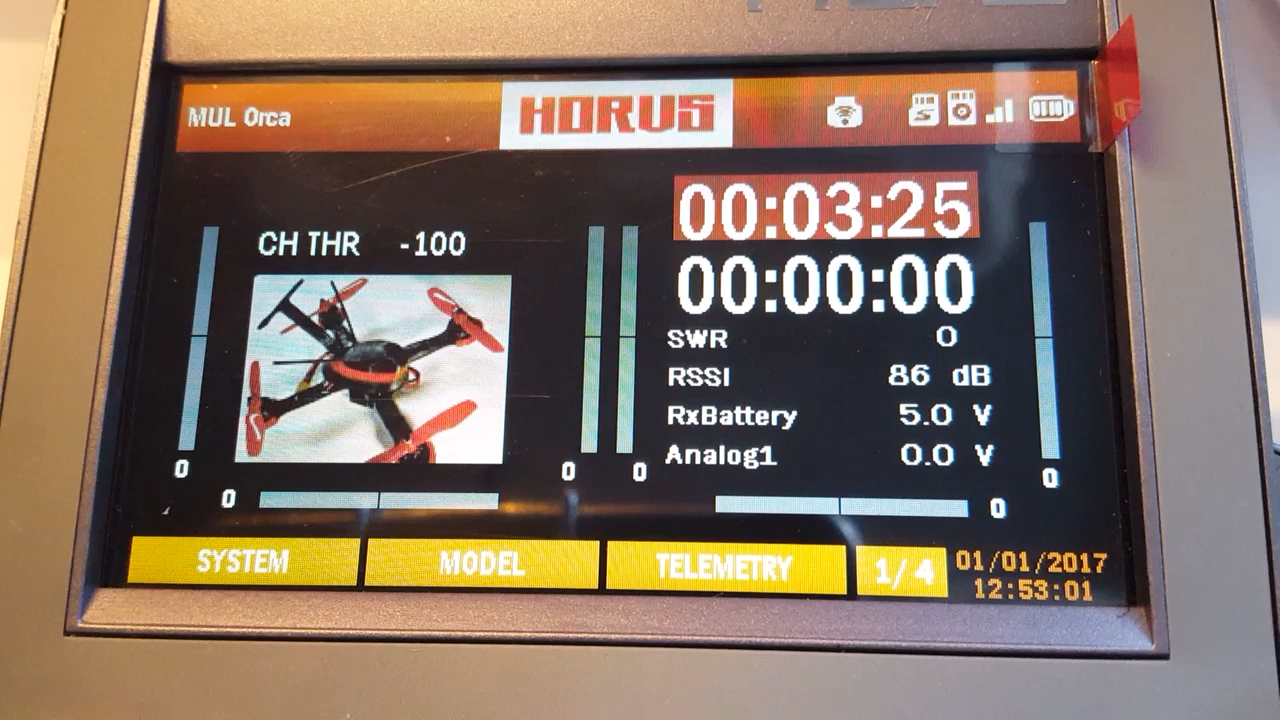 MUL Orca
HORUS
00:03:25
CH THR -100
00:00:00
SWR 0
RSSI 86 dB
RxBattery 5.0 V
Analog1 0.0 V
0 0 0 0
0 0
SYSTEM MODEL TELEMETRY 1/4 01/01/2017
12:53:01